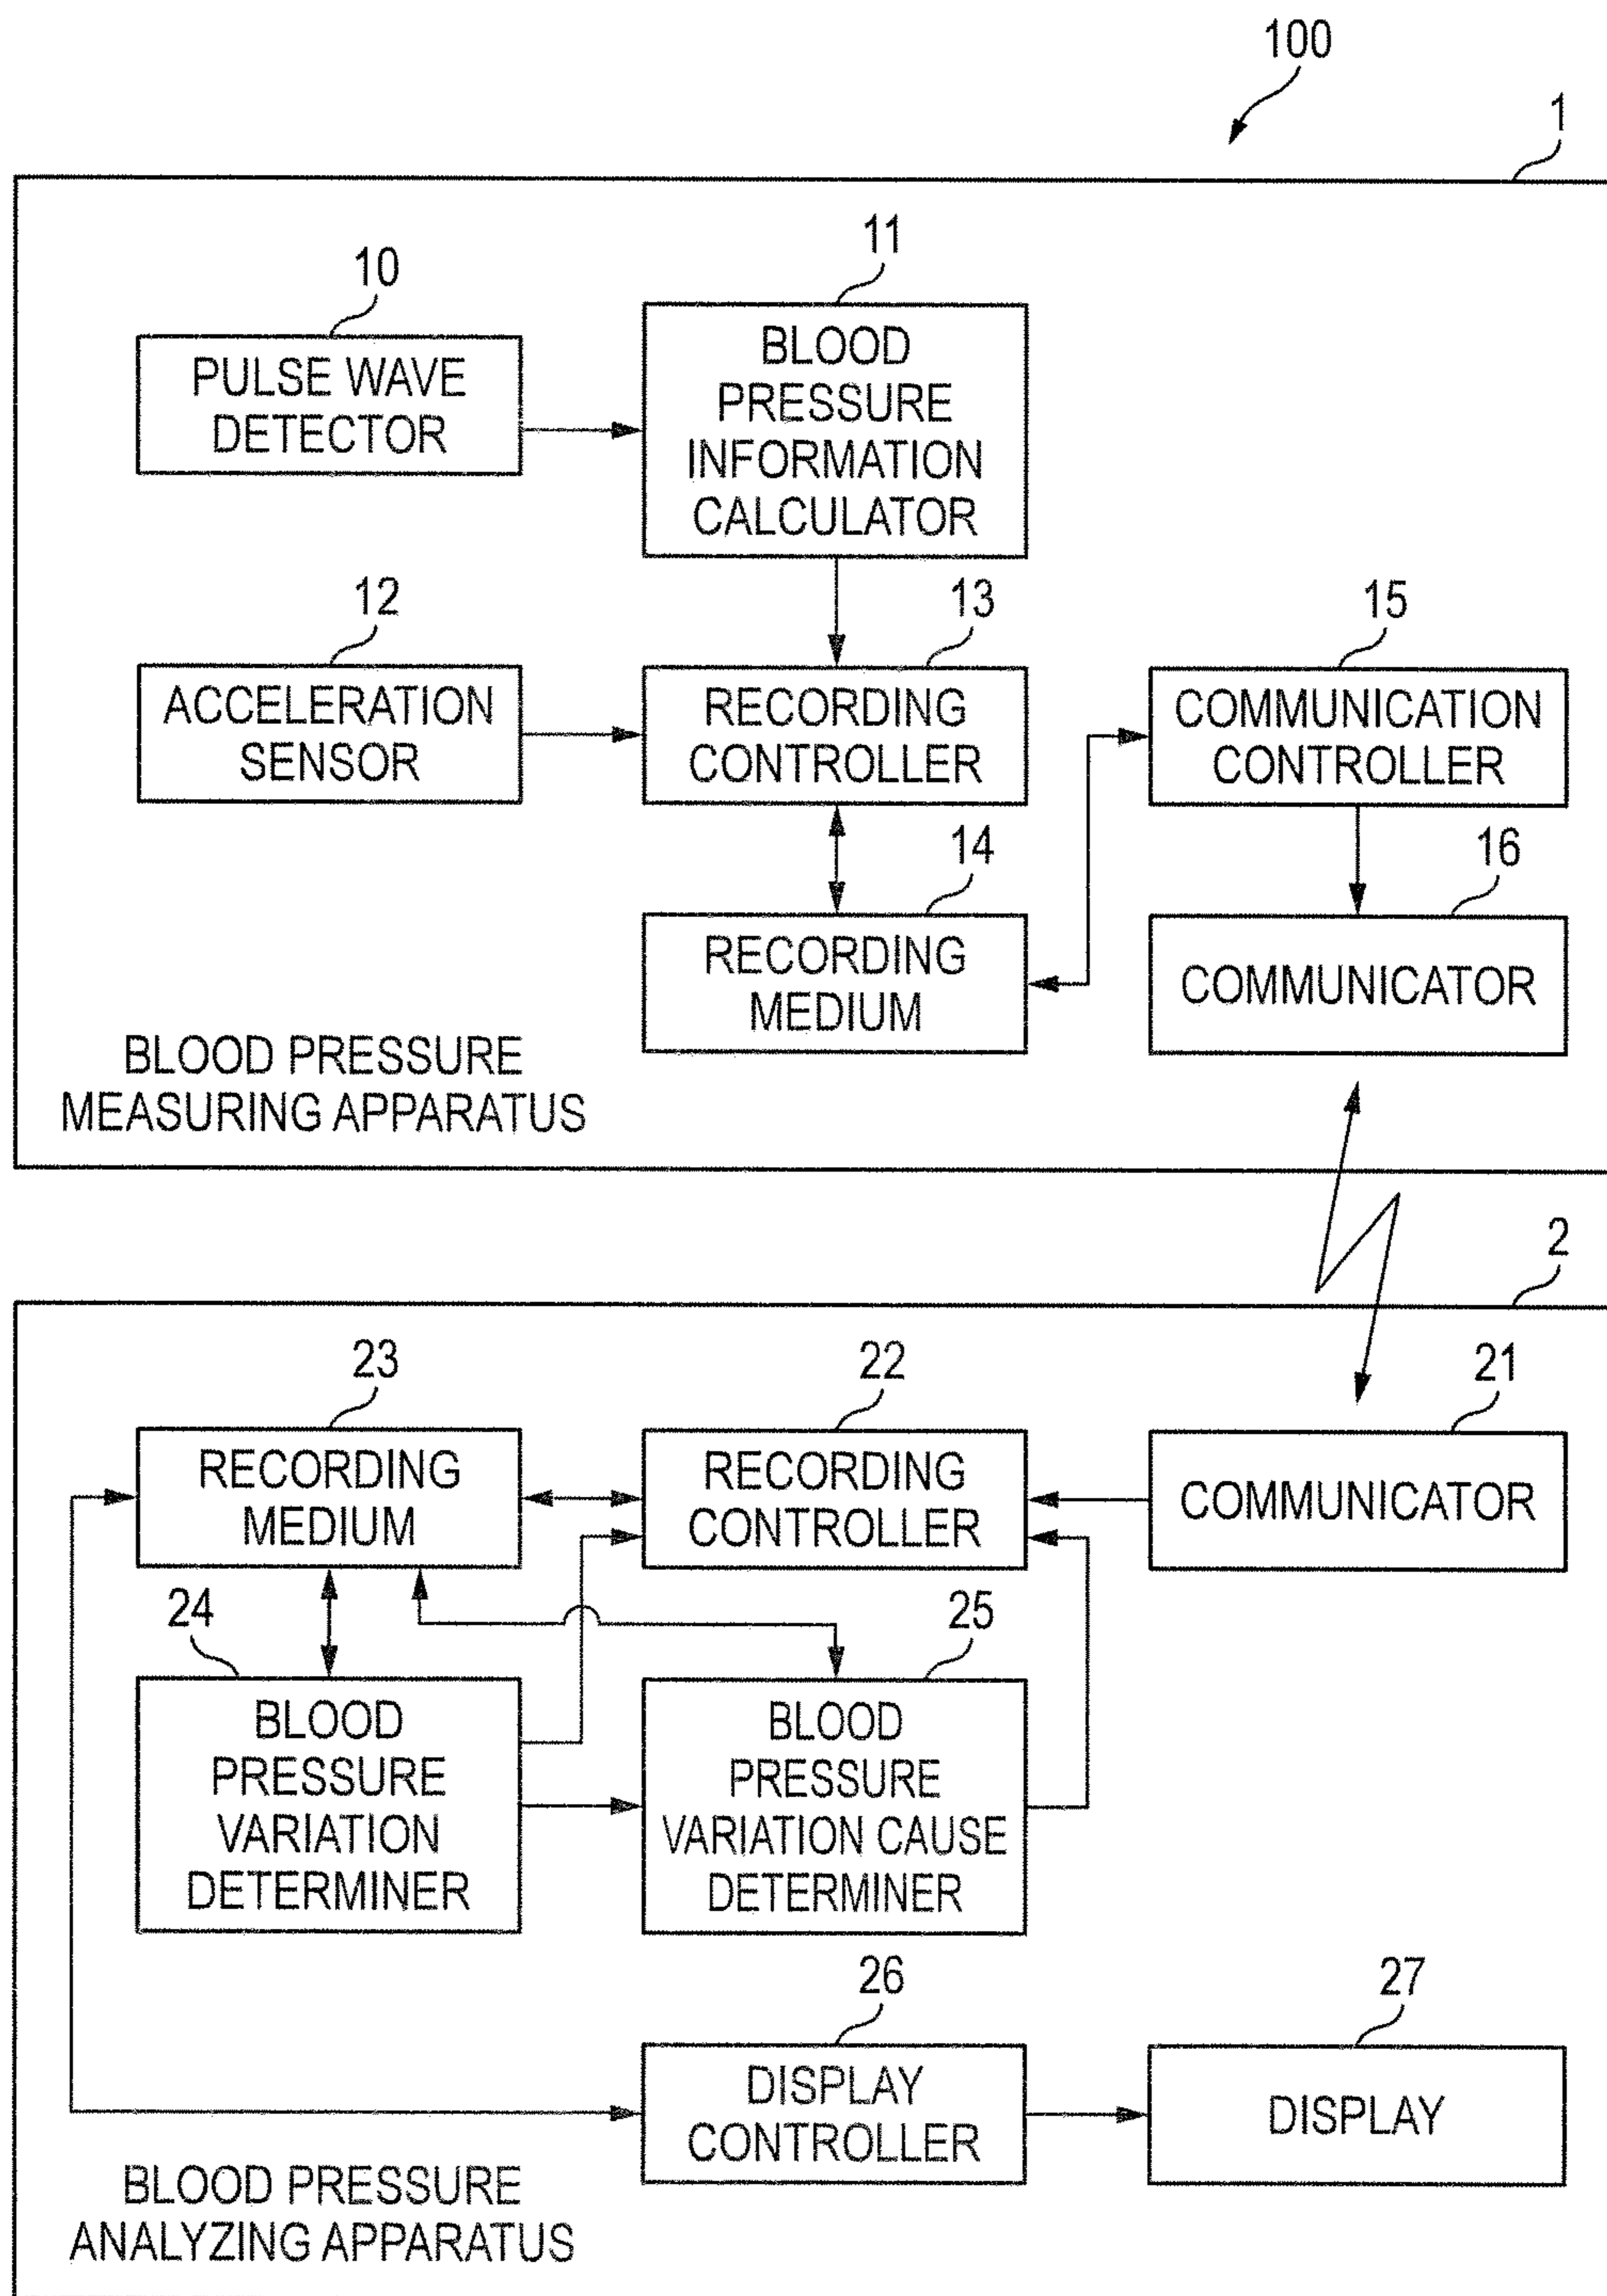 100
1
10
PULSE WAVE
DETECTOR
11
BLOOD
PRESSURE
INFORMATION
CALCULATOR
12
ACCELERATION
SENSOR
13
RECORDING
CONTROLLER
15
COMMUNICATION
CONTROLLER
14
RECORDING
MEDIUM
16
COMMUNICATOR
BLOOD PRESSURE
MEASURING APPARATUS
2
23
RECORDING
MEDIUM
22
RECORDING
CONTROLLER
21
COMMUNICATOR
24
BLOOD
PRESSURE
VARIATION
DETERMINER
25
BLOOD
PRESSURE
VARIATION CAUSE
DETERMINER
26
DISPLAY
CONTROLLER
27
DISPLAY
BLOOD PRESSURE
ANALYZING APPARATUS